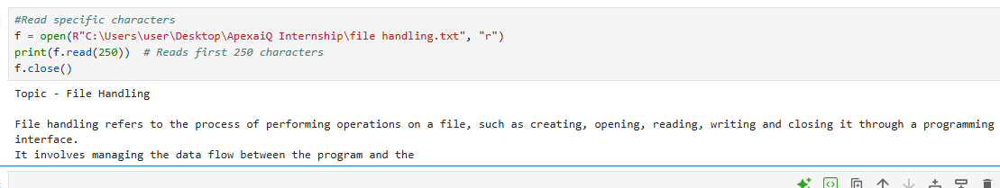 #Read specific characters
f = open(R"C:\Users\user\Desktop\ApexaiQ Internship\file handling.txt", "r")
print(f.read(250))  # Reads first 250 characters
f.close()
Topic - File Handling
File handling refers to the process of performing operations on a file, such as creating, opening, reading, writing and closing it through a programming
interface.
It involves managing the data flow between the program and the